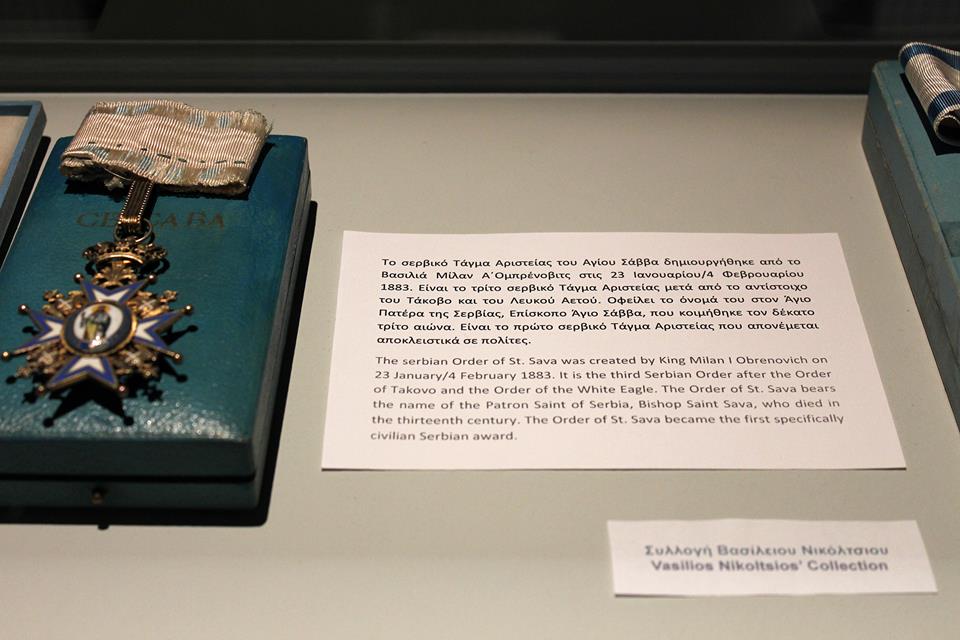 Το σερβικό Τάγμα Αριστείας του Αγίου Σάββα δημιουργήθηκε από το
Βασιλιά Μίλαν Α΄Ομπρένοβιτς στις 23 Ιανουαρίου/4 Φεβρουαρίου
1883. Είναι το τρίτο σερβικό Τάγμα Αριστείας μετά από το αντίστοιχο
του Τάκοβο και του Λευκού Αετού. Οφείλει το όνομά του στον Άγιο
Πατέρα της Σερβίας, Επίσκοπο Άγιο Σάββα, που κοιμήθηκε τον δέκατο
τρίτο αιώνα. Είναι το πρώτο σερβικό Τάγμα Αριστείας που απονέμεται
αποκλειστικά σε πολίτες.
The serbian Order of St. Sava was created by King Milan I Obrenovich on
23 January/4 February 1883. It is the third Serbian Order after the Order
of Takovo and the Order of the White Eagle. The Order of St. Sava bears
the name of the Patron Saint of Serbia, Bishop Saint Sava, who died in
the thirteenth century. The Order of St. Sava became the first specifically
civilian Serbian award.
Συλλογή Βασίλειου Νικόλτσιου
Vasilios Nikoltsios' Collection